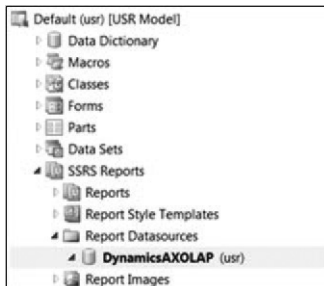 Default (usr) [USR Model]
Data Dictionary
Macros
Classes
Forms
Parts
Data Sets
SSRS Reports
Reports
Report Style Templates
Report Datasources
DynamicsAXOLAP (usr)
Report Images